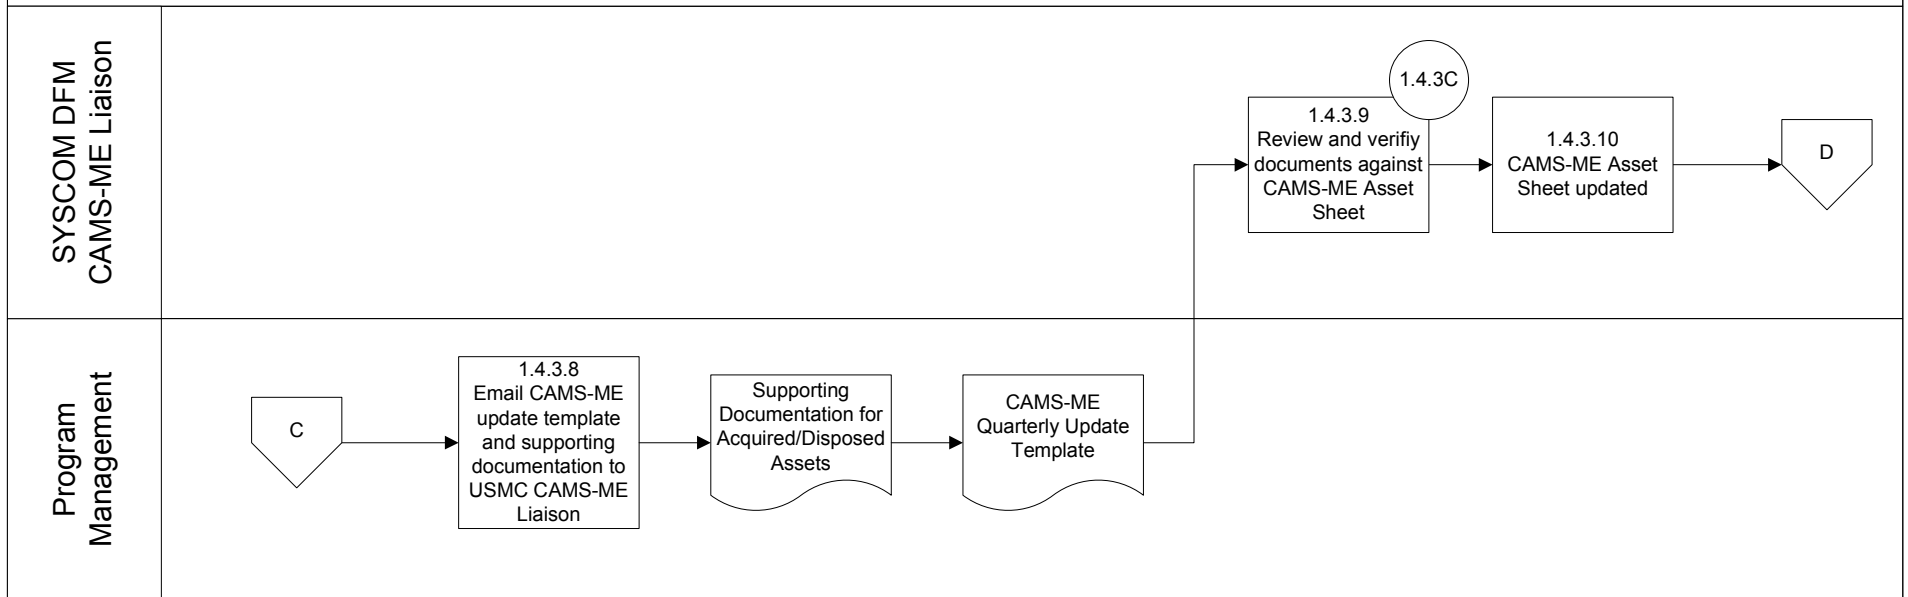 SYSCOM DFM
CAMS-ME Liaison
1.4.3C
1.4.3.9
Review and verifiy
documents against
CAMS-ME Asset
Sheet
1.4.3.10
CAMS-ME Asset
Sheet updated
D
Program
Management
C
1.4.3.8
Email CAMS-ME
update template
and supporting
documentation to
USMC CAMS-ME
Liaison
Supporting
Documentation for
Acquired/Disposed
Assets
CAMS-ME
Quarterly Update
Template